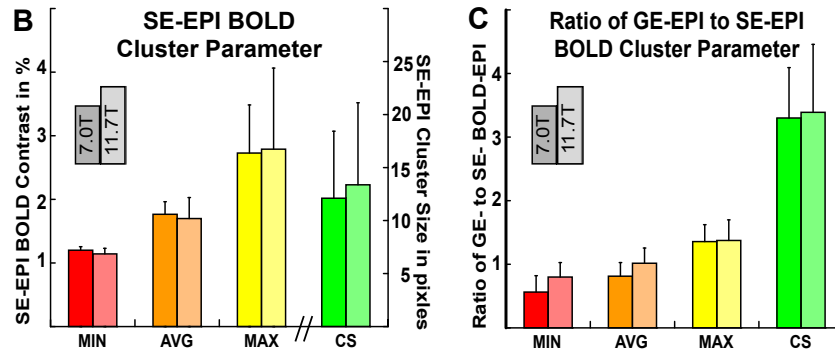 B
SE-EPI BOLD
Cluster Parameter
SE-EPI BOLD Contrast in %
4
3
2
1
7.0T
11.7T
MIN
AVG
MAX
//
CS
25
20
15
10
5
SE-EPI Cluster Size in pixles
C
Ratio of GE-EPI to SE-EPI
BOLD Cluster Parameter
Ratio of GE- to SE- BOLD-EPI
4
3
2
1
7.0T
11.7T
MIN
AVG
MAX
CS